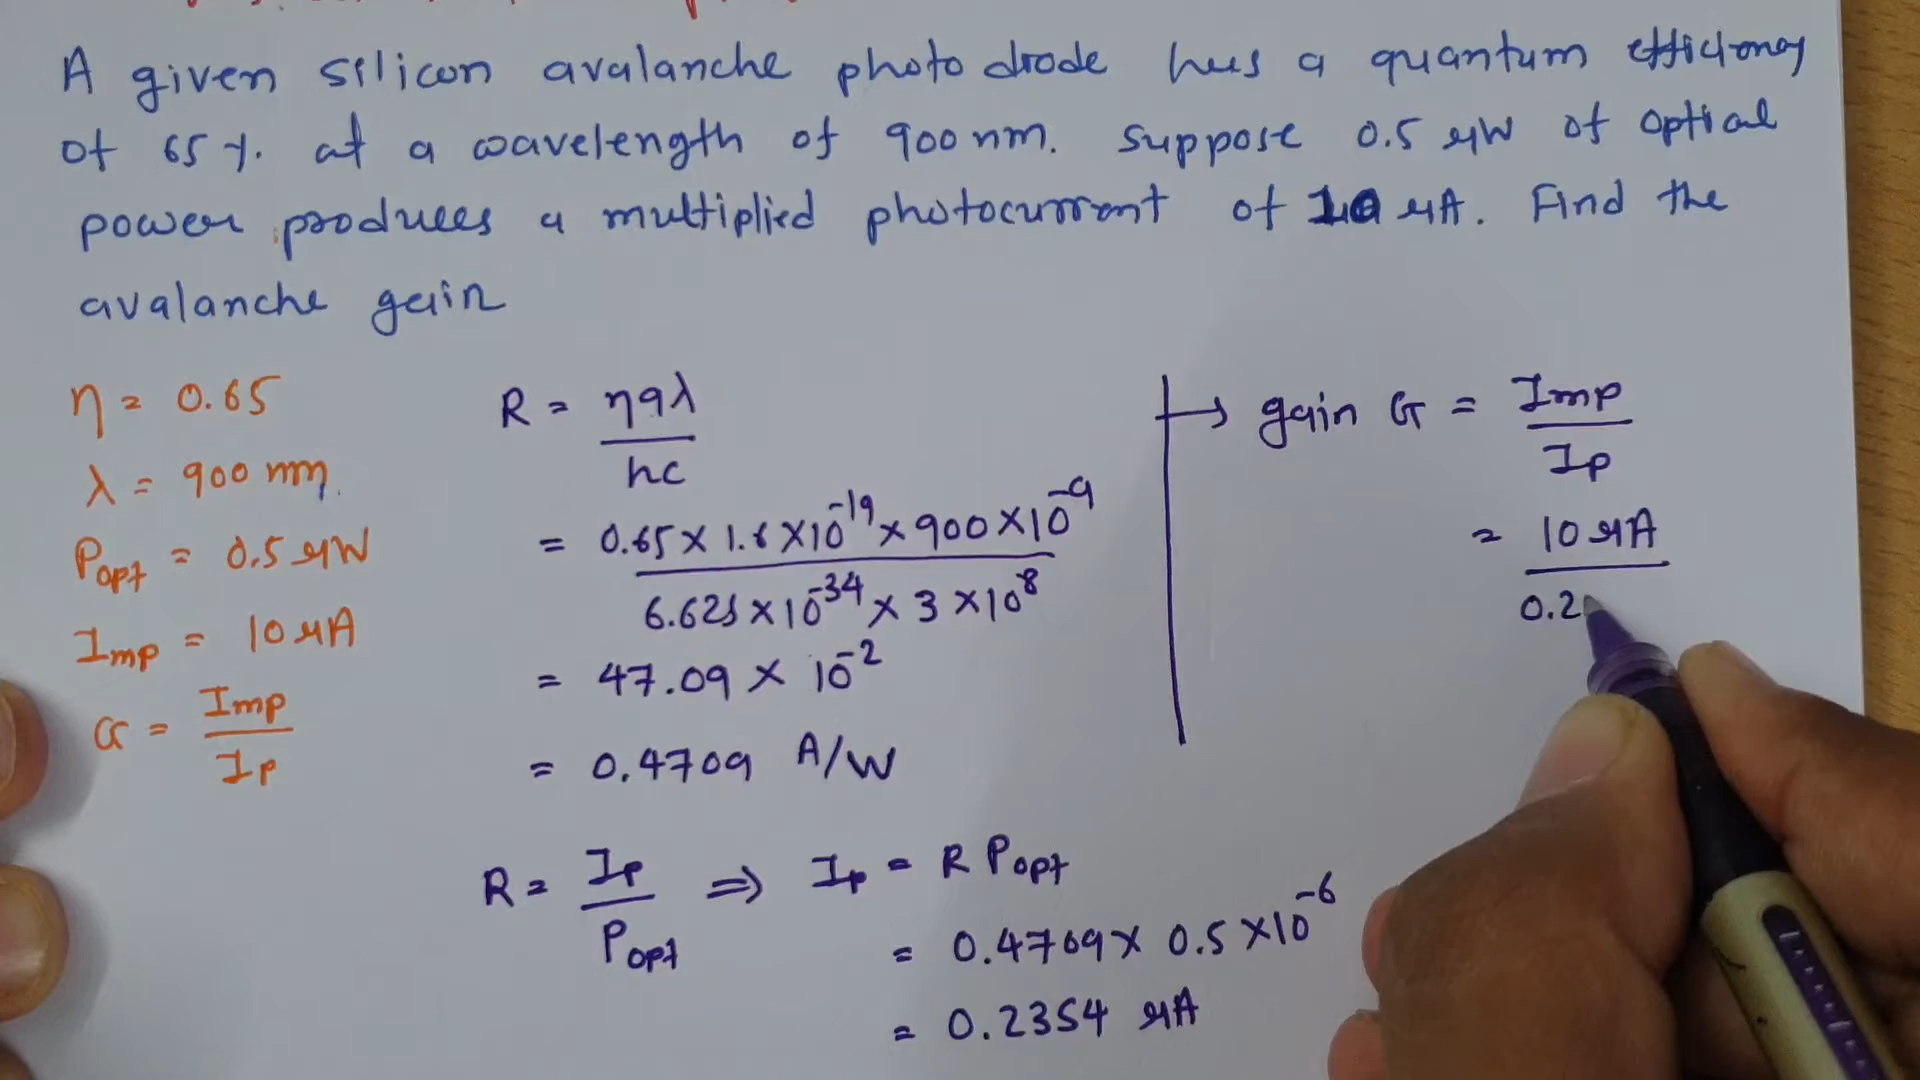 A given silicon avalanche photo diode has a quantum efficiency
of 65 %. at a wavelength of 900 nm. Suppose 0.5 μW of optical
power produces a multiplied photocurrent of 10 μA. Find the
avalanche gain
η = 0.65
λ = 900 nm.
Popt = 0.5 μW
Imp = 10 μA
G = Imp / Ip
R = ηqλ / hc
= 0.65 × 1.6 × 10^-19 × 900 × 10^-9 / 6.625 × 10^-34 × 3 × 10^8
= 47.09 × 10^-2
= 0.4709 A/W
R = Ip / Popt ⇒ Ip = R Popt
= 0.4709 × 0.5 × 10^-6
= 0.2354 μA
→ gain G = Imp / Ip
= 10 μA / 0.2